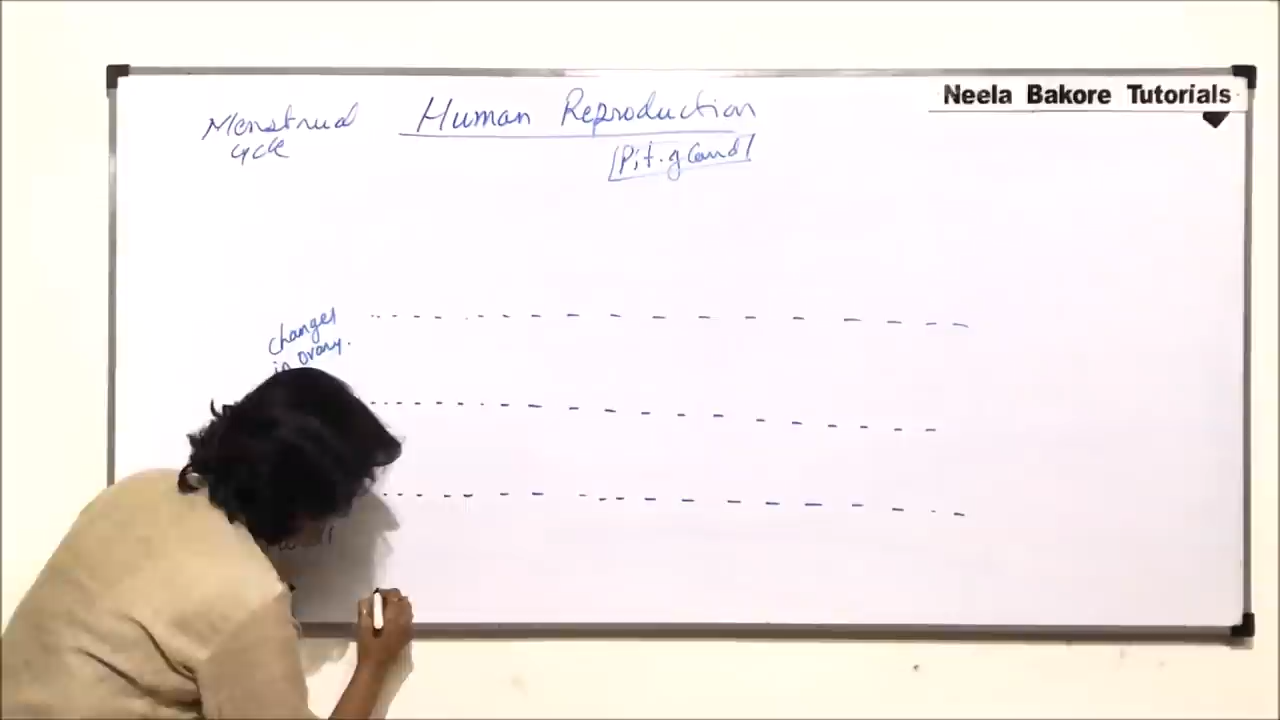 Neela Bakore Tutorials
Menstrual Human Reproduction
cycle
Pit. gland
changes
in ovary.